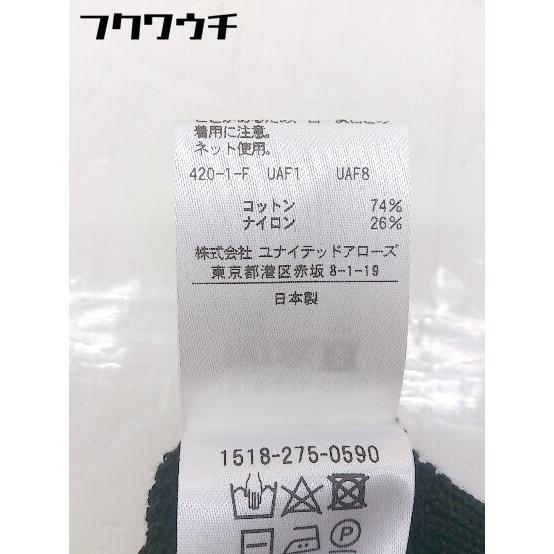 フクワウチ
着用に注意。
ネット使用。
420-1-F UAF1 UAF8
コットン 74%
ナイロン 26%
株式会社 ユナイテッドアローズ
東京都港区赤坂8-1-19
日本製
1518-275-0590
P